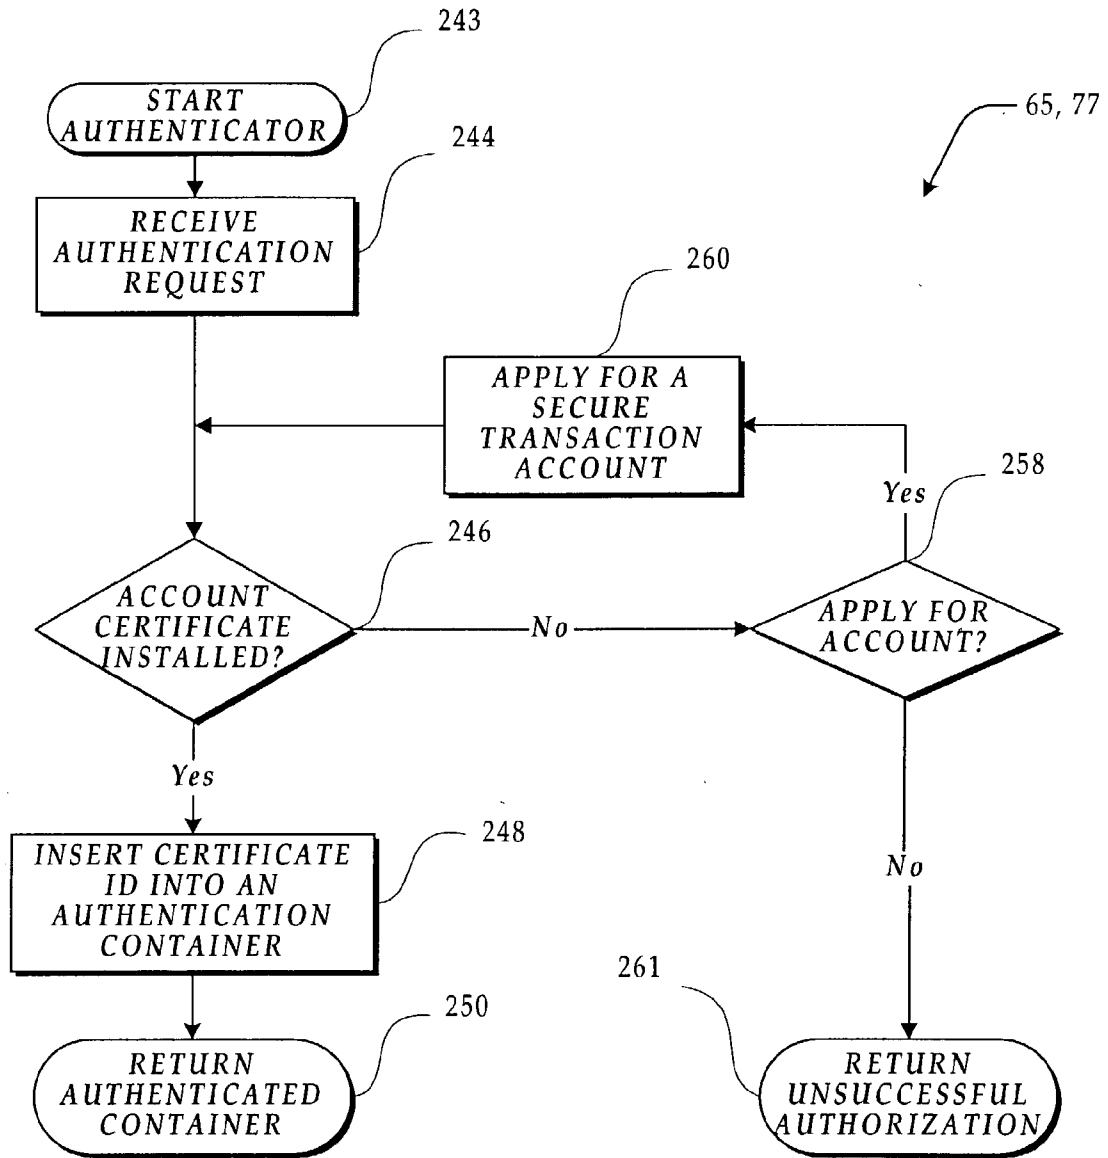 243
START
AUTHENTICATOR
65, 77
244
RECEIVE
AUTHENTICATION
REQUEST
260
APPLY FOR A
SECURE
TRANSACTION
ACCOUNT
258
Yes
246
ACCOUNT
CERTIFICATE
INSTALLED?
No
APPLY FOR
ACCOUNT?
Yes
248
INSERT CERTIFICATE
ID INTO AN
AUTHENTICATION
CONTAINER
No
261
250
RETURN
AUTHENTICATED
CONTAINER
RETURN
UNSUCCESSFUL
AUTHORIZATION